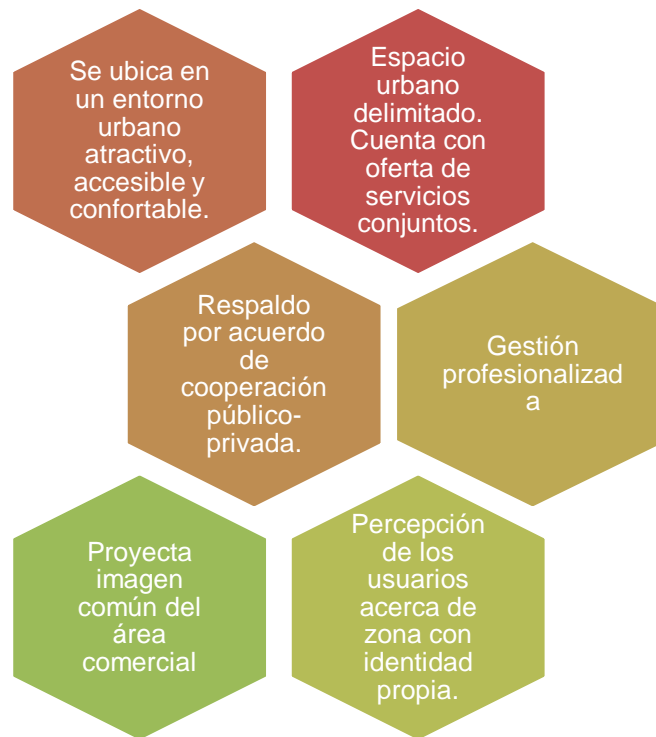 Se ubica en
un entorno
urbano
atractivo,
accesible y
confortable.
Espacio
urbano
delimitado.
Cuenta con
oferta de
servicios
conjuntos.
Respaldo
por acuerdo
de
cooperación
público-
privada.
Gestión
profesionalizad
a
Proyecta
imagen
común del
área
comercial
Percepción
de los
usuarios
acerca de
zona con
identidad
propia.